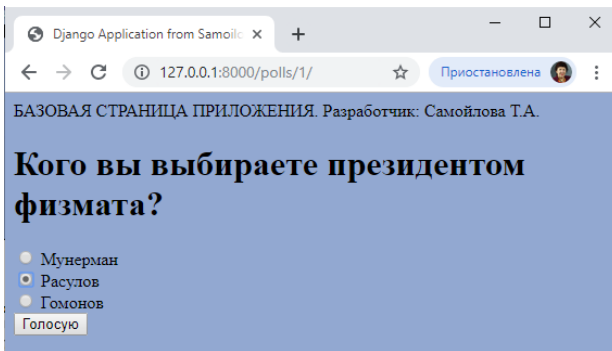 Django Application from Samoilo
127.0.0.1:8000/polls/1/
Приостановлена
БАЗОВАЯ СТРАНИЦА ПРИЛОЖЕНИЯ. Разработчик: Самойлова Т.А.
Кого вы выбираете президентом
физмата?
Мунерман
Расулов
Гомонов
Голосую